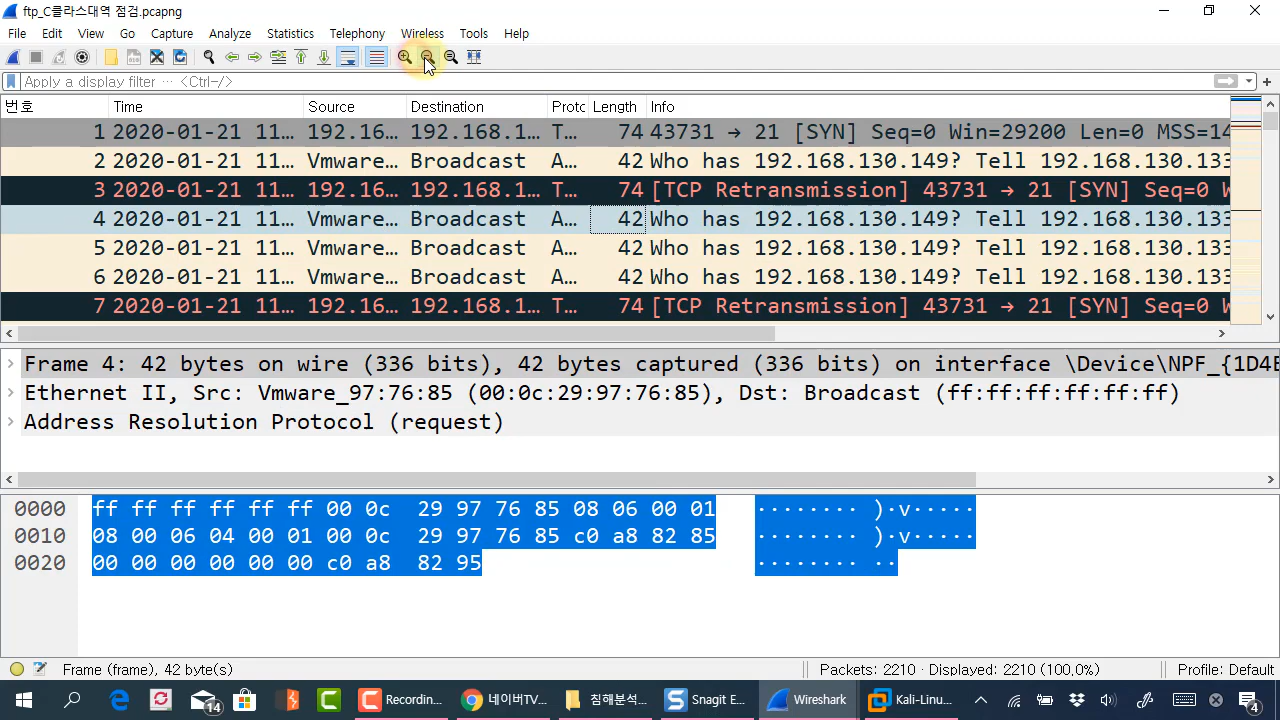 ftp_C클라스대역 점검.pcapng
File Edit View Go Capture Analyze Statistics Telephony Wireless Tools Help
Apply a display filter … <Ctrl-/>
번호 Time Source Destination Protc Length Info
1 2020-01-21 11… 192.16… 192.168.1… T… 74 43731 → 21 [SYN] Seq=0 Win=29200 Len=0 MSS=14
2 2020-01-21 11… Vmware… Broadcast A… 42 Who has 192.168.130.149? Tell 192.168.130.133
3 2020-01-21 11… 192.16… 192.168.1… T… 74 [TCP Retransmission] 43731 → 21 [SYN] Seq=0 W
4 2020-01-21 11… Vmware… Broadcast A… 42 Who has 192.168.130.149? Tell 192.168.130.133
5 2020-01-21 11… Vmware… Broadcast A… 42 Who has 192.168.130.149? Tell 192.168.130.133
6 2020-01-21 11… Vmware… Broadcast A… 42 Who has 192.168.130.149? Tell 192.168.130.133
7 2020-01-21 11… 192.16… 192.168.1… T… 74 [TCP Retransmission] 43731 → 21 [SYN] Seq=0 W
Frame 4: 42 bytes on wire (336 bits), 42 bytes captured (336 bits) on interface \Device\NPF_{1D4E
Ethernet II, Src: Vmware_97:76:85 (00:0c:29:97:76:85), Dst: Broadcast (ff:ff:ff:ff:ff:ff)
Address Resolution Protocol (request)
0000 ff ff ff ff ff ff 00 0c 29 97 76 85 08 06 00 01 ········ )·v·····
0010 08 00 06 04 00 01 00 0c 29 97 76 85 c0 a8 82 85 ········ )·v·····
0020 00 00 00 00 00 00 c0 a8 82 95 ········ ··
Frame (frame), 42 byte(s) Packets: 2210 · Displayed: 2210 (100.0%) Profile: Default
14 Recordin... 네이버TV... 침해분석... Snagit E... Wireshark Kali-Linu... 4